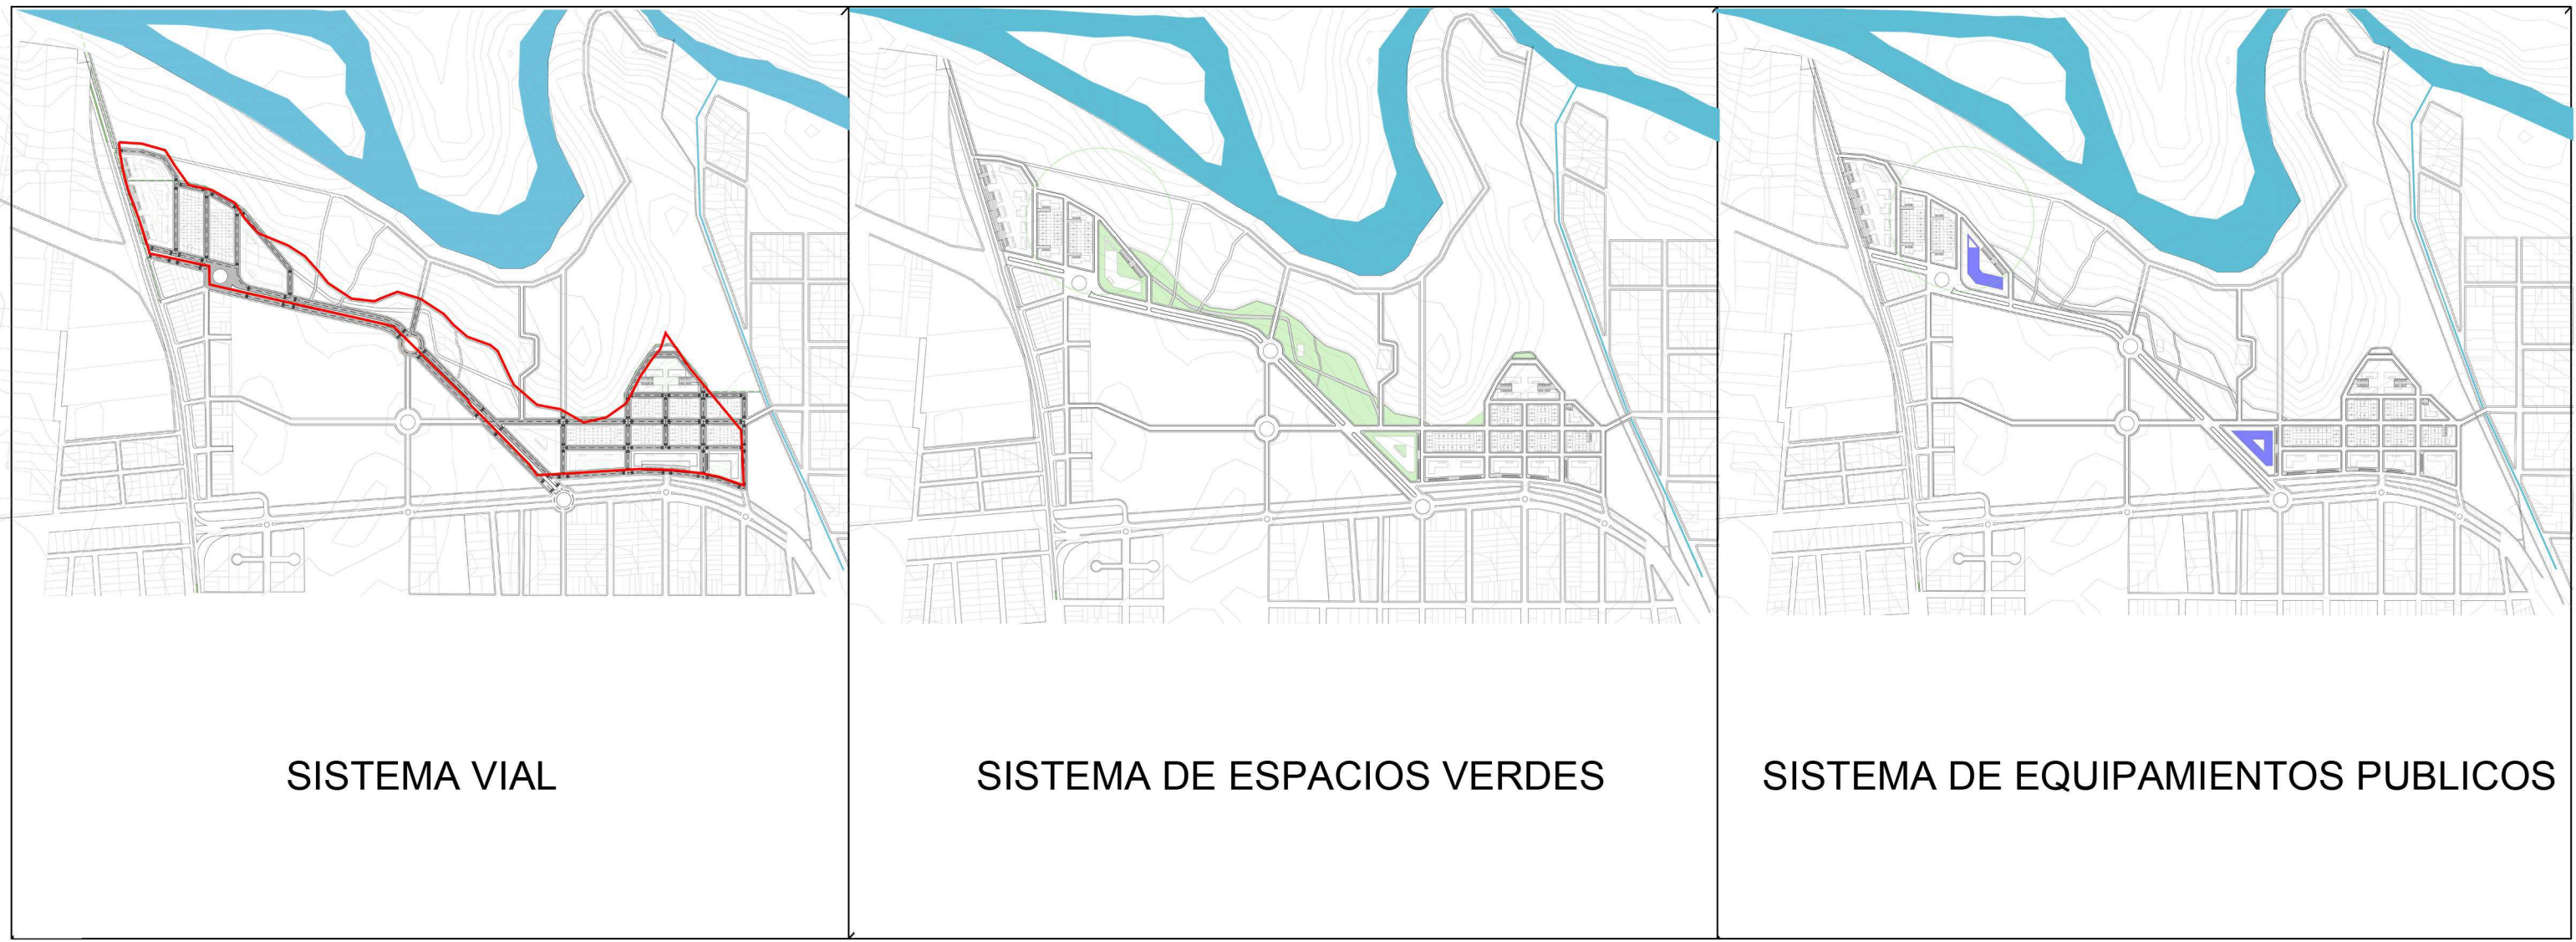 SISTEMA VIAL
SISTEMA DE ESPACIOS VERDES
SISTEMA DE EQUIPAMIENTOS PUBLICOS